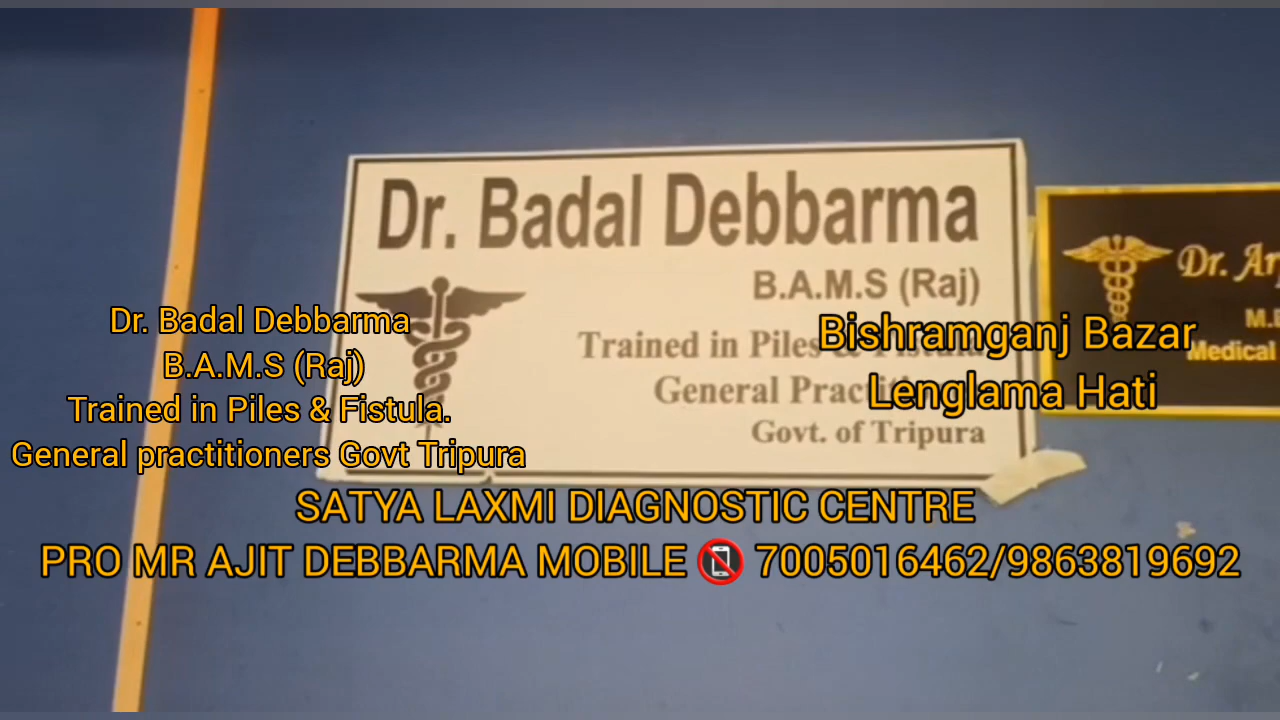 Dr. Badal Debbarma
B.A.M.S (Raj)
Trained in Piles
General
Govt. of Tripura
Dr.
Medical
Dr. Badal Debbarma
B.A.M.S (Raj)
Trained in Piles & Fistula.
General practitioners Govt Tripura
Bishramganj Bazar
Lenglama Hati
SATYA LAXMI DIAGNOSTIC CENTRE
PRO MR AJIT DEBBARMA MOBILE 📵 7005016462/9863819692